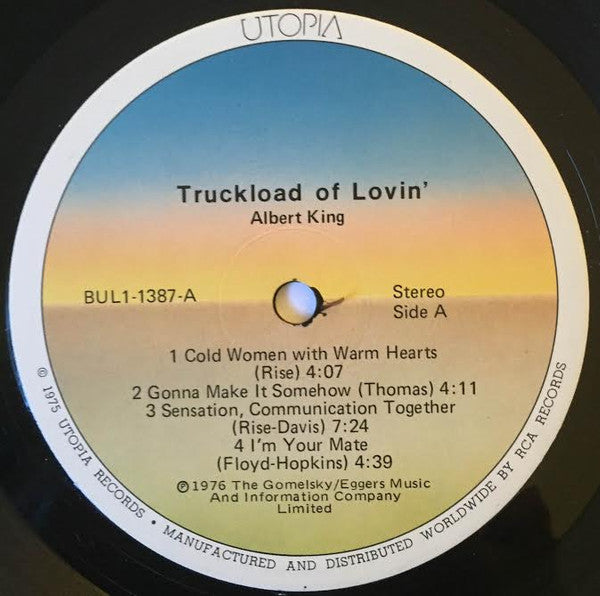 UTOPIA
Truckload of Lovin'
Albert King
BUL1-1387-A
Stereo
Side A
1 Cold Women with Warm Hearts
(Rise) 4:07
2 Gonna Make It Somehow (Thomas) 4:11
3 Sensation, Communication Together
(Rise-Davis) 7:24
4 I'm Your Mate
(Floyd-Hopkins) 4:39
℗1976 The Gomelsky/Eggers Music
And Information Company
Limited
© 1975 UTOPIA RECORDS • MANUFACTURED AND DISTRIBUTED WORLDWIDE BY RCA RECORDS